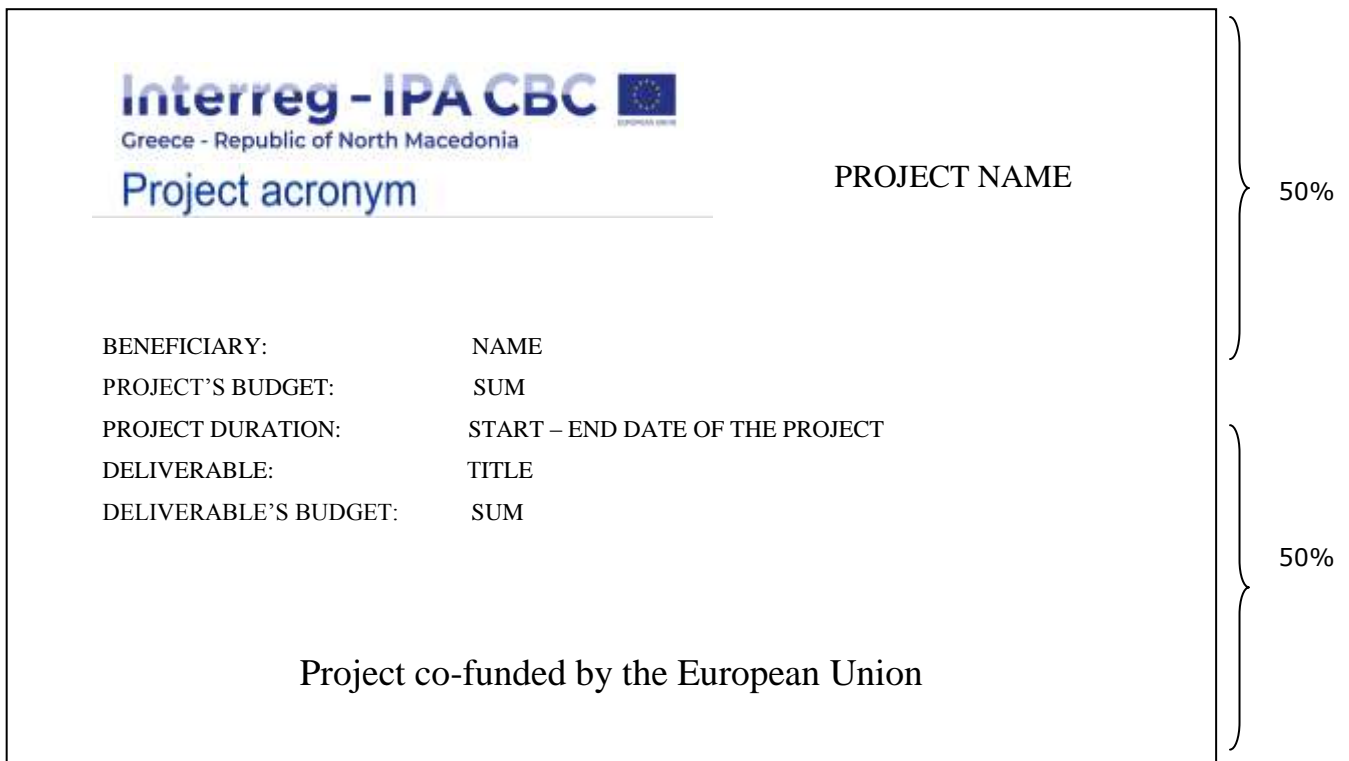 Interreg - IPA CBC
EUROPEAN UNION
Greece - Republic of North Macedonia
Project acronym
PROJECT NAME
50%
BENEFICIARY: NAME
PROJECT’S BUDGET: SUM
PROJECT DURATION: START – END DATE OF THE PROJECT
DELIVERABLE: TITLE
DELIVERABLE’S BUDGET: SUM
50%
Project co-funded by the European Union